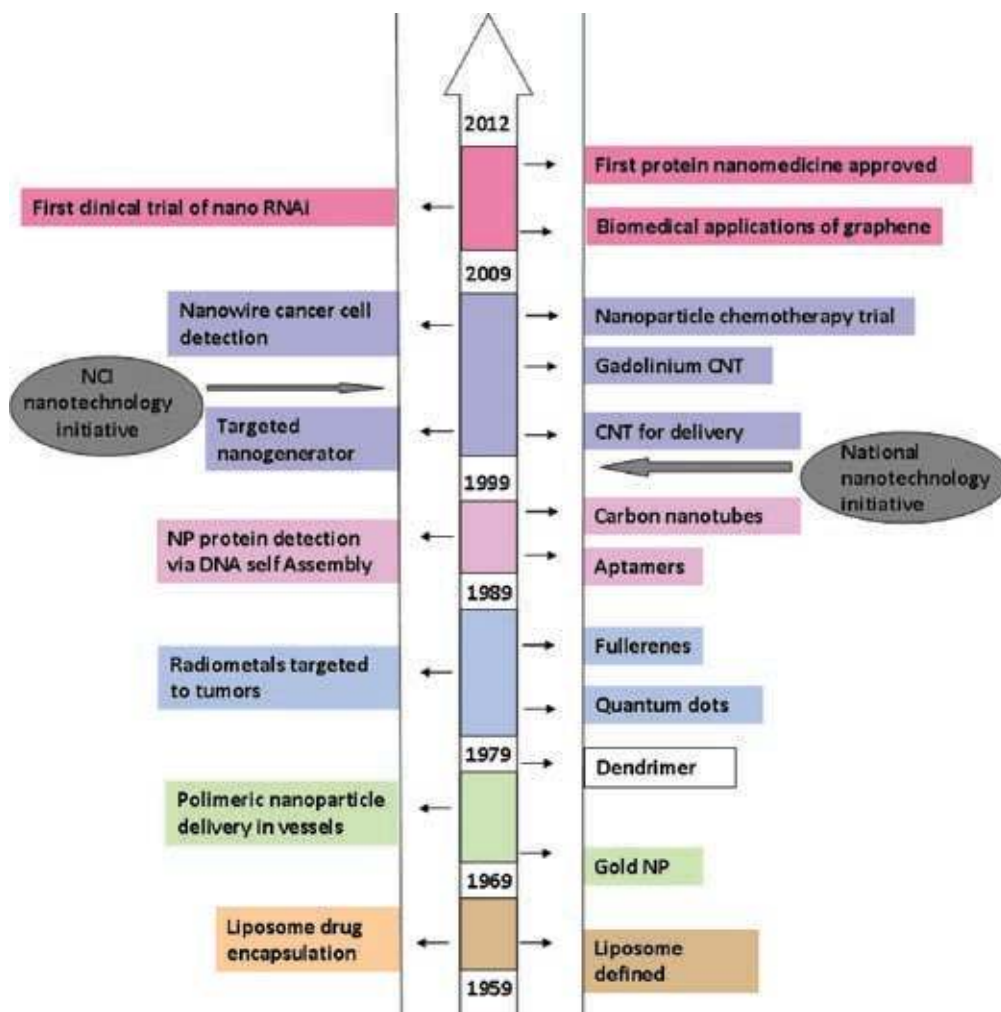 2012
First protein nanomedicine approved
First clinical trial of nano RNAi
Biomedical applications of graphene
2009
Nanowire cancer cell
detection
Nanoparticle chemotherapy trial
Gadolinium CNT
NCI
nanotechnology
initiative
Targeted
nanogenerator
CNT for delivery
National
nanotechnology
initiative
1999
Carbon nanotubes
NP protein detection
via DNA self Assembly
Aptamers
1989
Fullerenes
Radiometals targeted
to tumors
Quantum dots
1979
Dendrimer
Polimeric nanoparticle
delivery in vessels
Gold NP
1969
Liposome drug
encapsulation
Liposome
defined
1959